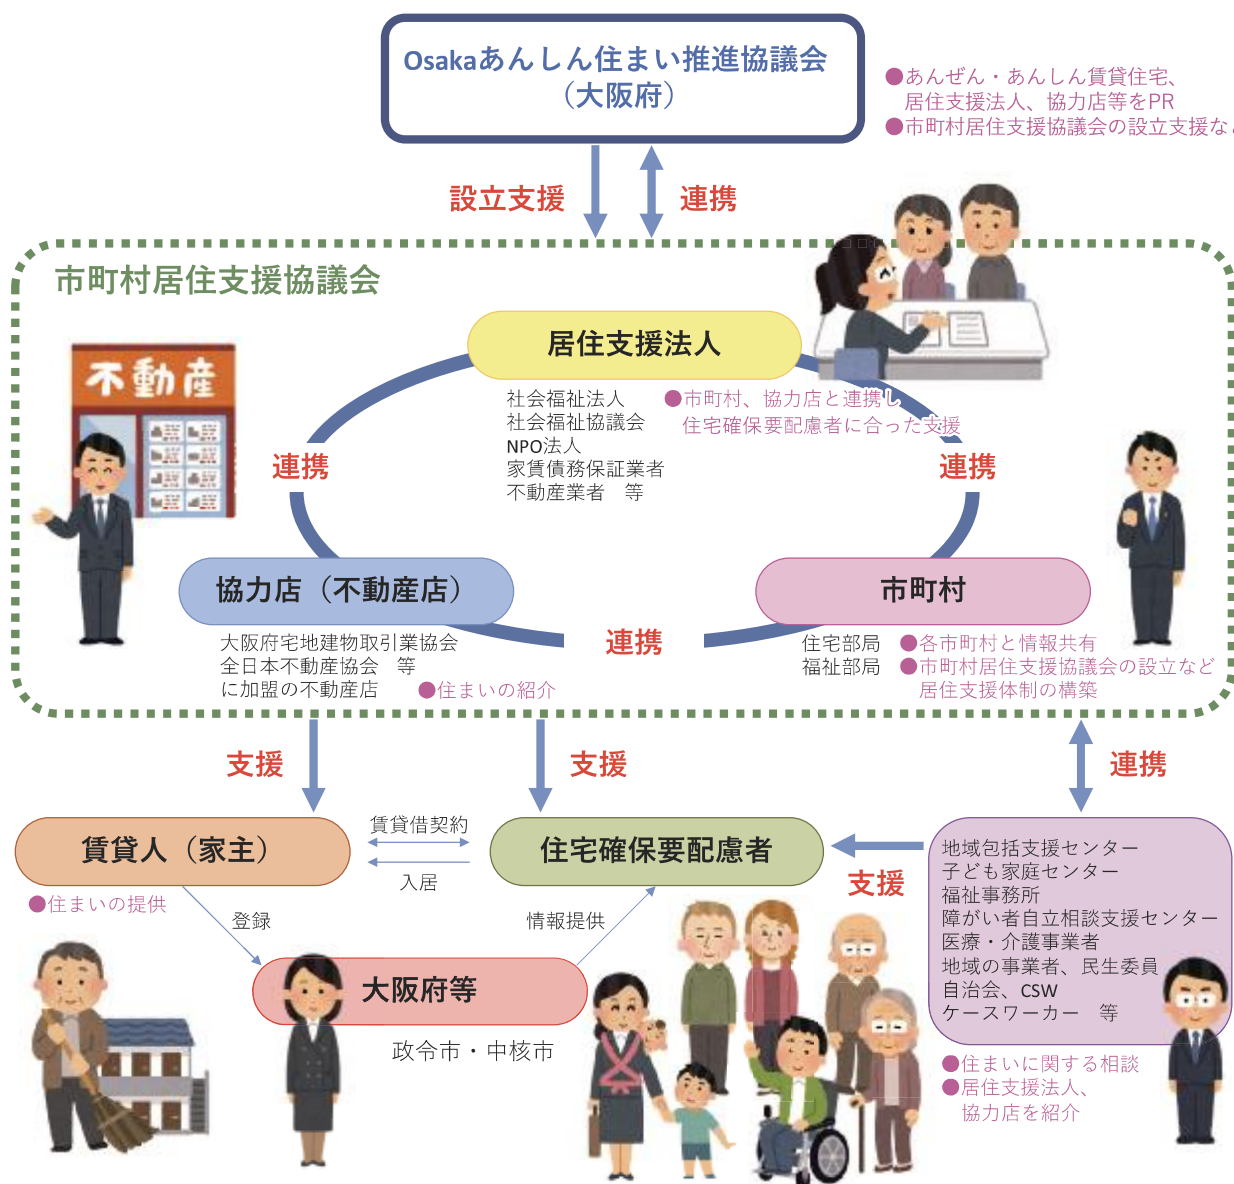 Osakaあんしん住まい推進協議会
（大阪府）
●あんぜん・あんしん賃貸住宅、
居住支援法人、協力店等をPR
●市町村居住支援協議会の設立支援な
設立支援
連携
市町村居住支援協議会
不動産
居住支援法人
社会福祉法人
社会福祉協議会
NPO法人
家賃債務保証業者
不動産業者　等
●市町村、協力店と連携し
住宅確保要配慮者に合った支援
連携
連携
協力店（不動産店）
市町村
連携
大阪府宅地建物取引業協会
全日本不動産協会　等
に加盟の不動産店
●住まいの紹介
住宅部局
福祉部局
●各市町村と情報共有
●市町村居住支援協議会の設立など
居住支援体制の構築
支援
支援
連携
賃貸人（家主）
賃貸借契約
入居
住宅確保要配慮者
支援
●住まいの提供
登録
情報提供
大阪府等
政令市・中核市
地域包括支援センター
子ども家庭センター
福祉事務所
障がい者自立相談支援センター
医療・介護事業者
地域の事業者、民生委員
自治会、CSW
ケースワーカー　等
●住まいに関する相談
●居住支援法人、
協力店を紹介